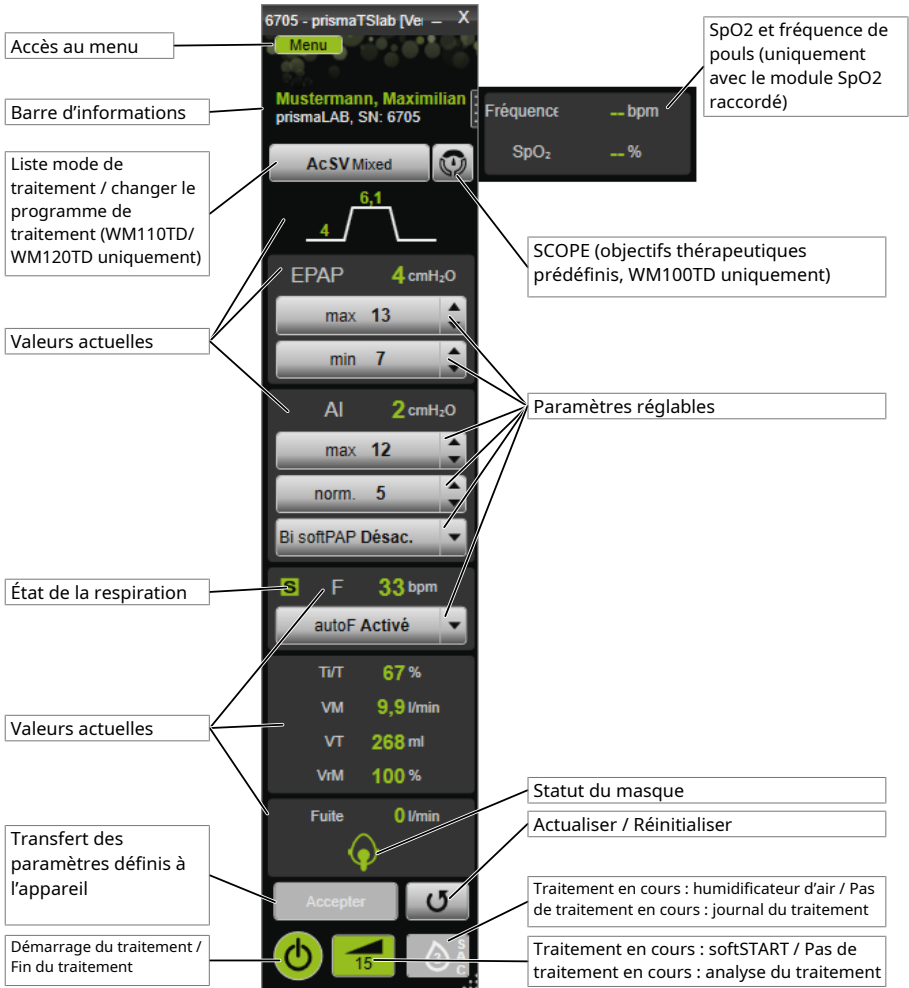 6705 - prismaTSlab [Ve
X
Accès au menu
Menu
SpO2 et fréquence de
pouls (uniquement
avec le module SpO2
raccordé)
Barre d'informations
Mustermann, Maximilian
prismaLAB, SN: 6705
Fréquence -- bpm
SpO₂ -- %
Liste mode de
traitement / changer le
programme de
traitement (WM110TD/
WM120TD uniquement)
AcSV Mixed
6,1
4
SCOPE (objectifs thérapeutiques
prédéfinis, WM100TD uniquement)
EPAP 4 cmH₂O
max 13
min 7
Valeurs actuelles
Paramètres réglables
AI 2 cmH₂O
max 12
norm. 5
Bi softPAP Désac.
État de la respiration
S F 33 bpm
autoF Activé
Ti/T 67 %
VM 9,9 l/min
VT 268 ml
VrM 100 %
Valeurs actuelles
Fuite 0 l/min
Statut du masque
Actualiser / Réinitialiser
Transfert des
paramètres définis à
l'appareil
Accepter
Traitement en cours : humidificateur d'air / Pas
de traitement en cours : journal du traitement
Démarrage du traitement /
Fin du traitement
15
3
S
A
C
Traitement en cours : softSTART / Pas de
traitement en cours : analyse du traitement